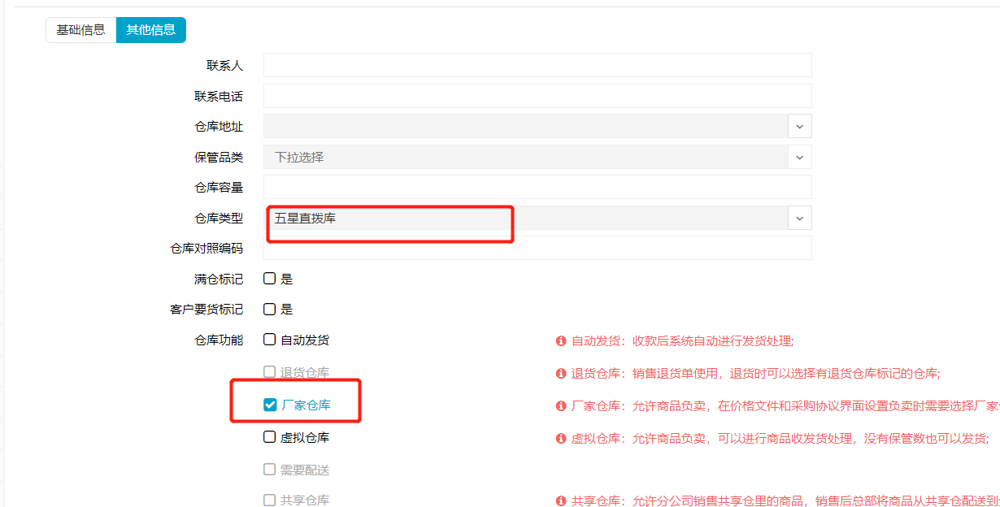 基础信息 其他信息
联系人
联系电话
仓库地址
保管品类 下拉选择
仓库容量
仓库类型 五星直拨库
仓库对照编码
满仓标记 是
客户要货标记 是
仓库功能 自动发货 自动发货：收款后系统自动进行发货处理;
退货仓库 退货仓库：销售退货单使用，退货时可以选择有退货仓库标记的仓库;
厂家仓库 厂家仓库：允许商品负卖，在价格文件和采购协议界面设置负卖时需要选择厂家
虚拟仓库 虚拟仓库：允许商品负卖，可以进行商品收发货处理，没有保管数也可以发货;
需要配送
共享仓库 共享仓库：允许分公司销售共享仓里的商品，销售后总部将商品从共享仓配送到